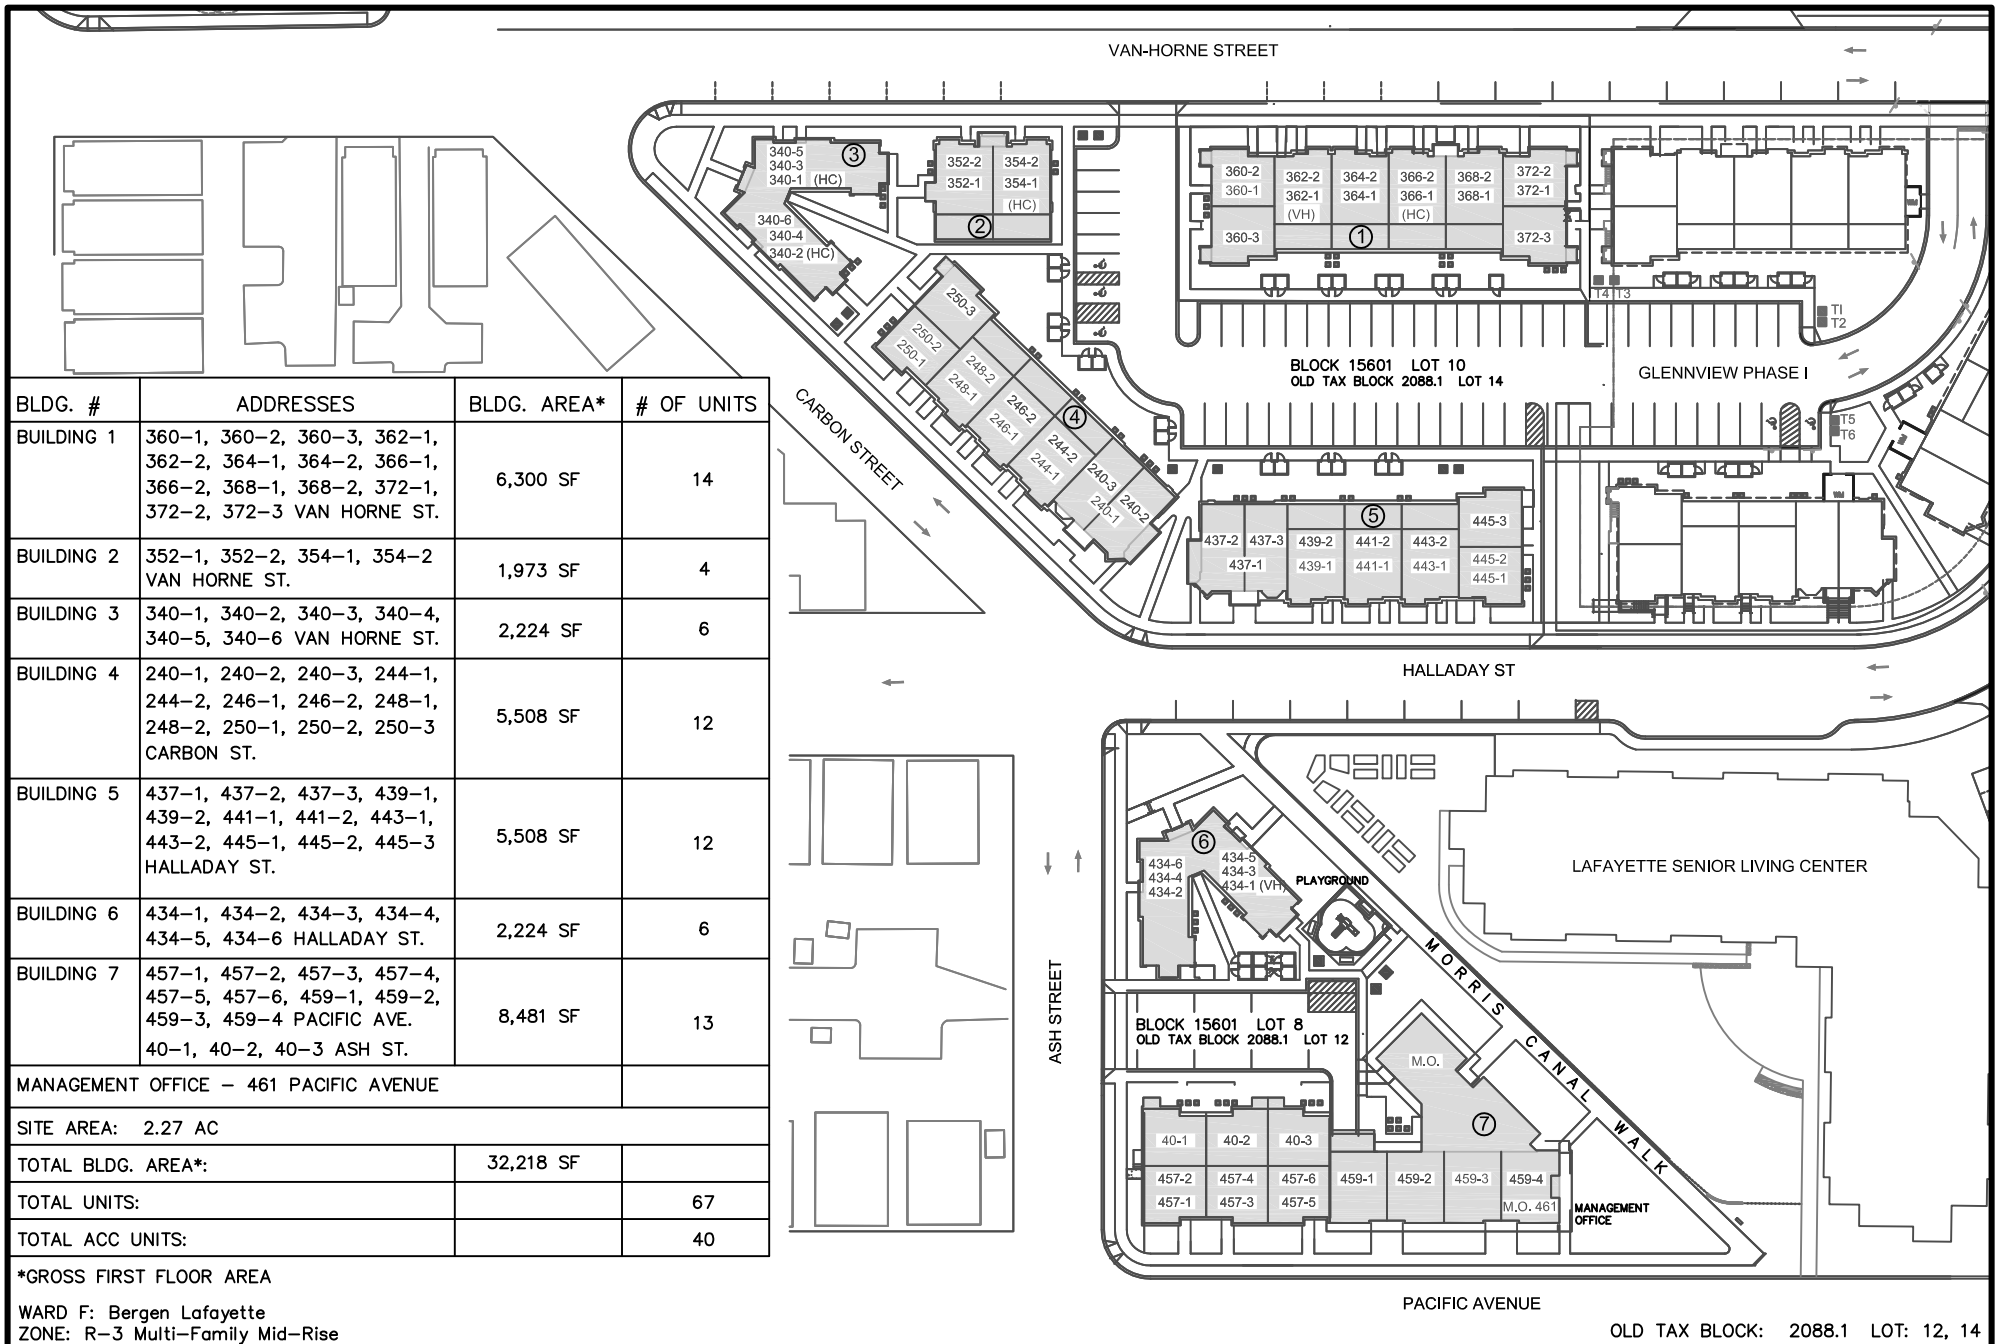 VAN-HORNE STREET
340-5
340-3
340-1 (HC)
3
340-6
340-4
340-2 (HC)
352-2
352-1
354-2
354-1
(HC)
2
360-2
360-1
360-3
362-2
362-1
(VH)
364-2
364-1
366-2
366-1
(HC)
368-2
368-1
372-2
372-1
372-3
1
T4 T3
T1
T2
BLOCK 15601 LOT 10
OLD TAX BLOCK 2088.1 LOT 14
GLENNVIEW PHASE I
T5
T6
250-3
250-2
250-1
248-2
248-1
246-2
246-1
4
244-2
244-1
240-3
240-1
240-2
CARBON STREET
5
437-2
437-3
437-1
439-2
439-1
441-2
441-1
443-2
443-1
445-3
445-2
445-1
HALLADAY ST
BLDG. # ADDRESSES BLDG. AREA* # OF UNITS
BUILDING 1 360-1, 360-2, 360-3, 362-1,
362-2, 364-1, 364-2, 366-1,
366-2, 368-1, 368-2, 372-1,
372-2, 372-3 VAN HORNE ST.
6,300 SF 14
BUILDING 2 352-1, 352-2, 354-1, 354-2
VAN HORNE ST.
1,973 SF 4
BUILDING 3 340-1, 340-2, 340-3, 340-4,
340-5, 340-6 VAN HORNE ST.
2,224 SF 6
BUILDING 4 240-1, 240-2, 240-3, 244-1,
244-2, 246-1, 246-2, 248-1,
248-2, 250-1, 250-2, 250-3
CARBON ST.
5,508 SF 12
BUILDING 5 437-1, 437-2, 437-3, 439-1,
439-2, 441-1, 441-2, 443-1,
443-2, 445-1, 445-2, 445-3
HALLADAY ST.
5,508 SF 12
BUILDING 6 434-1, 434-2, 434-3, 434-4,
434-5, 434-6 HALLADAY ST.
2,224 SF 6
BUILDING 7 457-1, 457-2, 457-3, 457-4,
457-5, 457-6, 459-1, 459-2,
459-3, 459-4 PACIFIC AVE.
40-1, 40-2, 40-3 ASH ST.
8,481 SF 13
MANAGEMENT OFFICE - 461 PACIFIC AVENUE
SITE AREA: 2.27 AC
TOTAL BLDG. AREA*: 32,218 SF
TOTAL UNITS: 67
TOTAL ACC UNITS: 40
*GROSS FIRST FLOOR AREA
WARD F: Bergen Lafayette
ZONE: R-3 Multi-Family Mid-Rise
6
434-6
434-4
434-2
434-5
434-3
434-1 (VH)
PLAYGROUND
LAFAYETTE SENIOR LIVING CENTER
MORRIS CANAL WALK
ASH STREET
BLOCK 15601 LOT 8
OLD TAX BLOCK 2088.1 LOT 12
M.O.
7
40-1
40-2
40-3
457-2
457-1
457-4
457-3
457-6
457-5
459-1
459-2
459-3
459-4
M.O. 461
MANAGEMENT
OFFICE
PACIFIC AVENUE
OLD TAX BLOCK: 2088.1 LOT: 12, 14